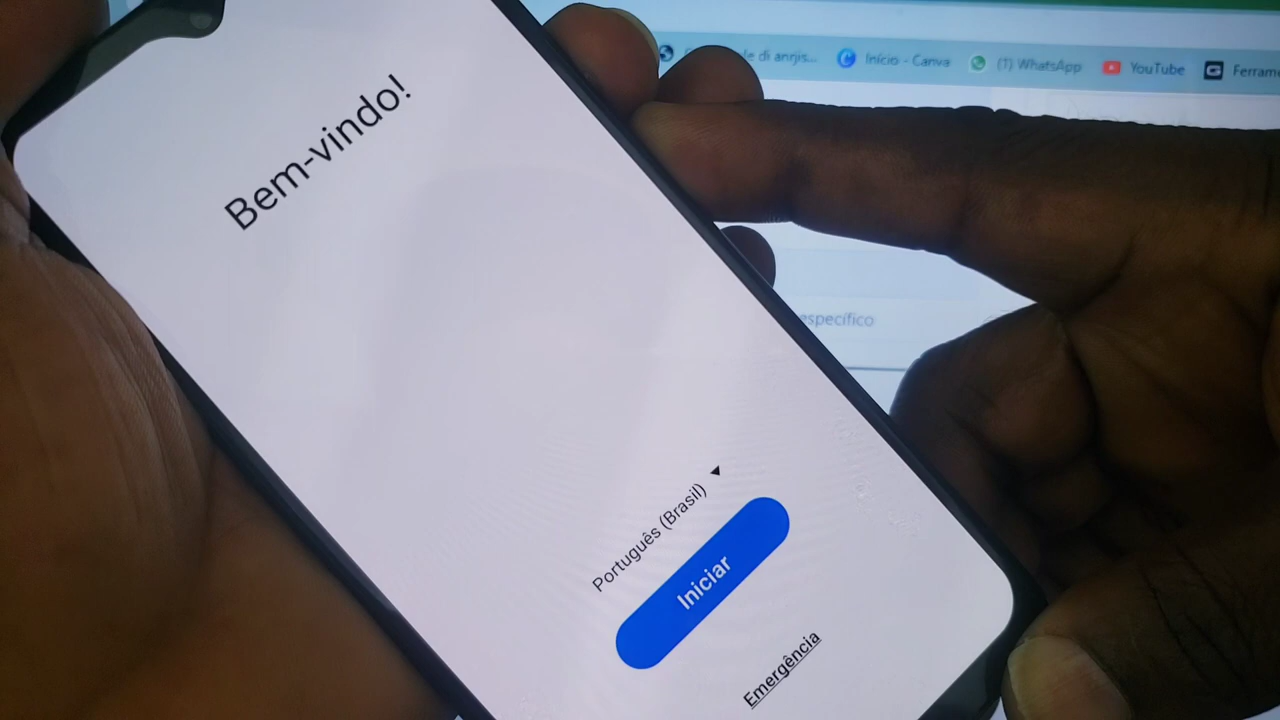 Início - Canva
(1) WhatsApp
YouTube
Bem-vindo!
específico
Português (Brasil)
Iniciar
Emergência